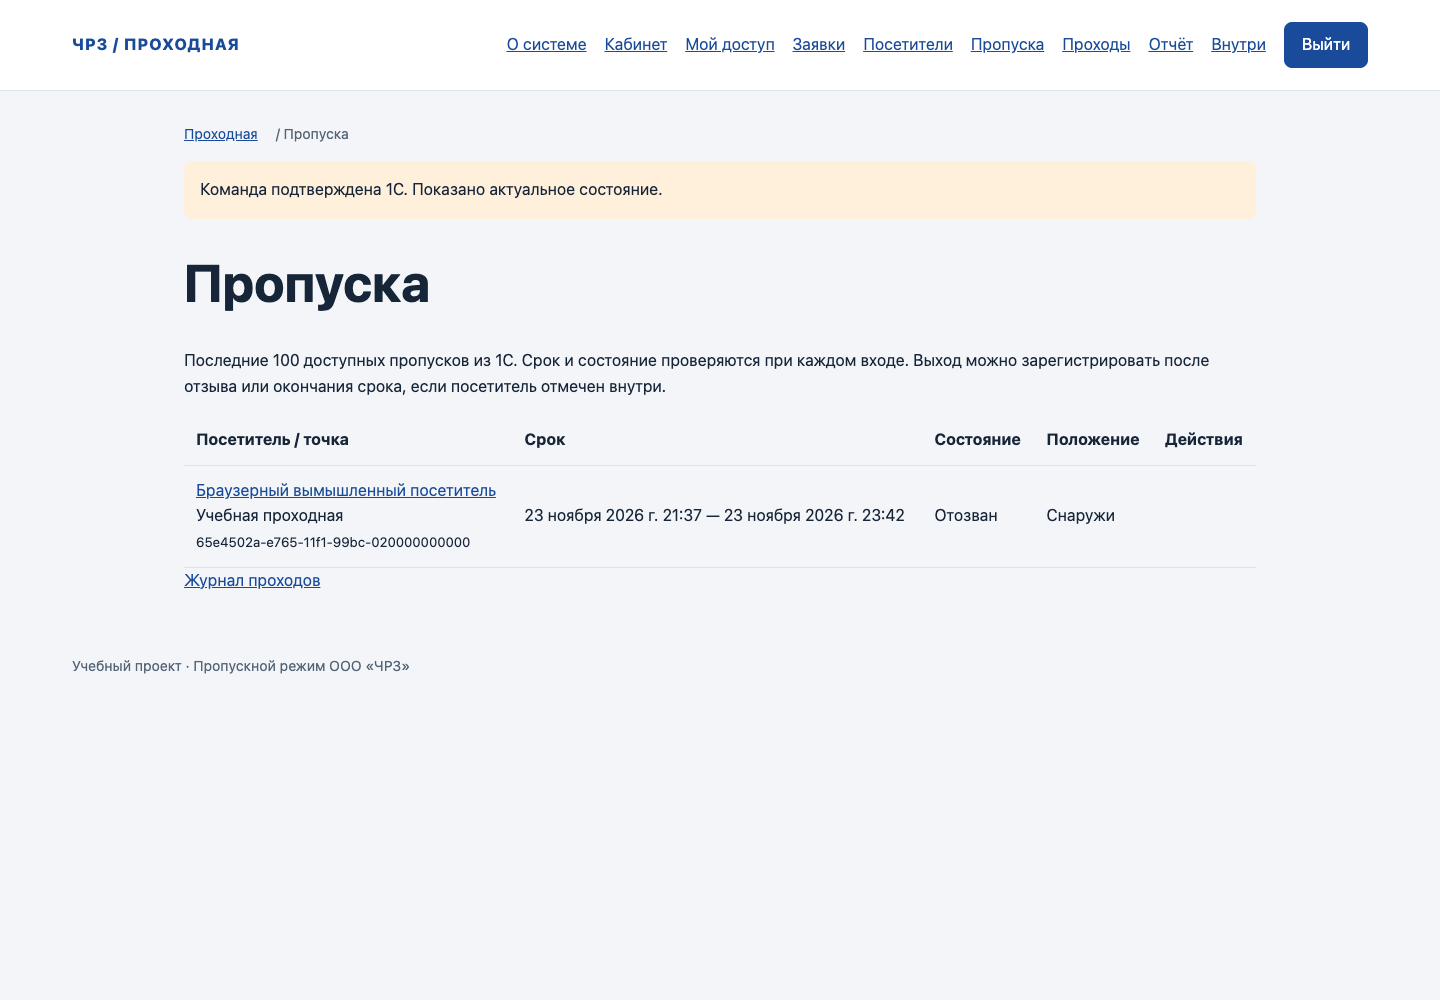 ЧРЗ / ПРОХОДНАЯ
О системе Кабинет Мой доступ Заявки Посетители Пропуска Проходы Отчёт Внутри Выйти
Проходная / Пропуска
Команда подтверждена 1С. Показано актуальное состояние.
Пропуска
Последние 100 доступных пропусков из 1С. Срок и состояние проверяются при каждом входе. Выход можно зарегистрировать после
отзыва или окончания срока, если посетитель отмечен внутри.
Посетитель / точка Срок Состояние Положение Действия
Браузерный вымышленный посетитель
Учебная проходная 23 ноября 2026 г. 21:37 — 23 ноября 2026 г. 23:42 Отозван Снаружи
65e4502a-e765-11f1-99bc-020000000000
Журнал проходов
Учебный проект · Пропускной режим ООО «ЧРЗ»